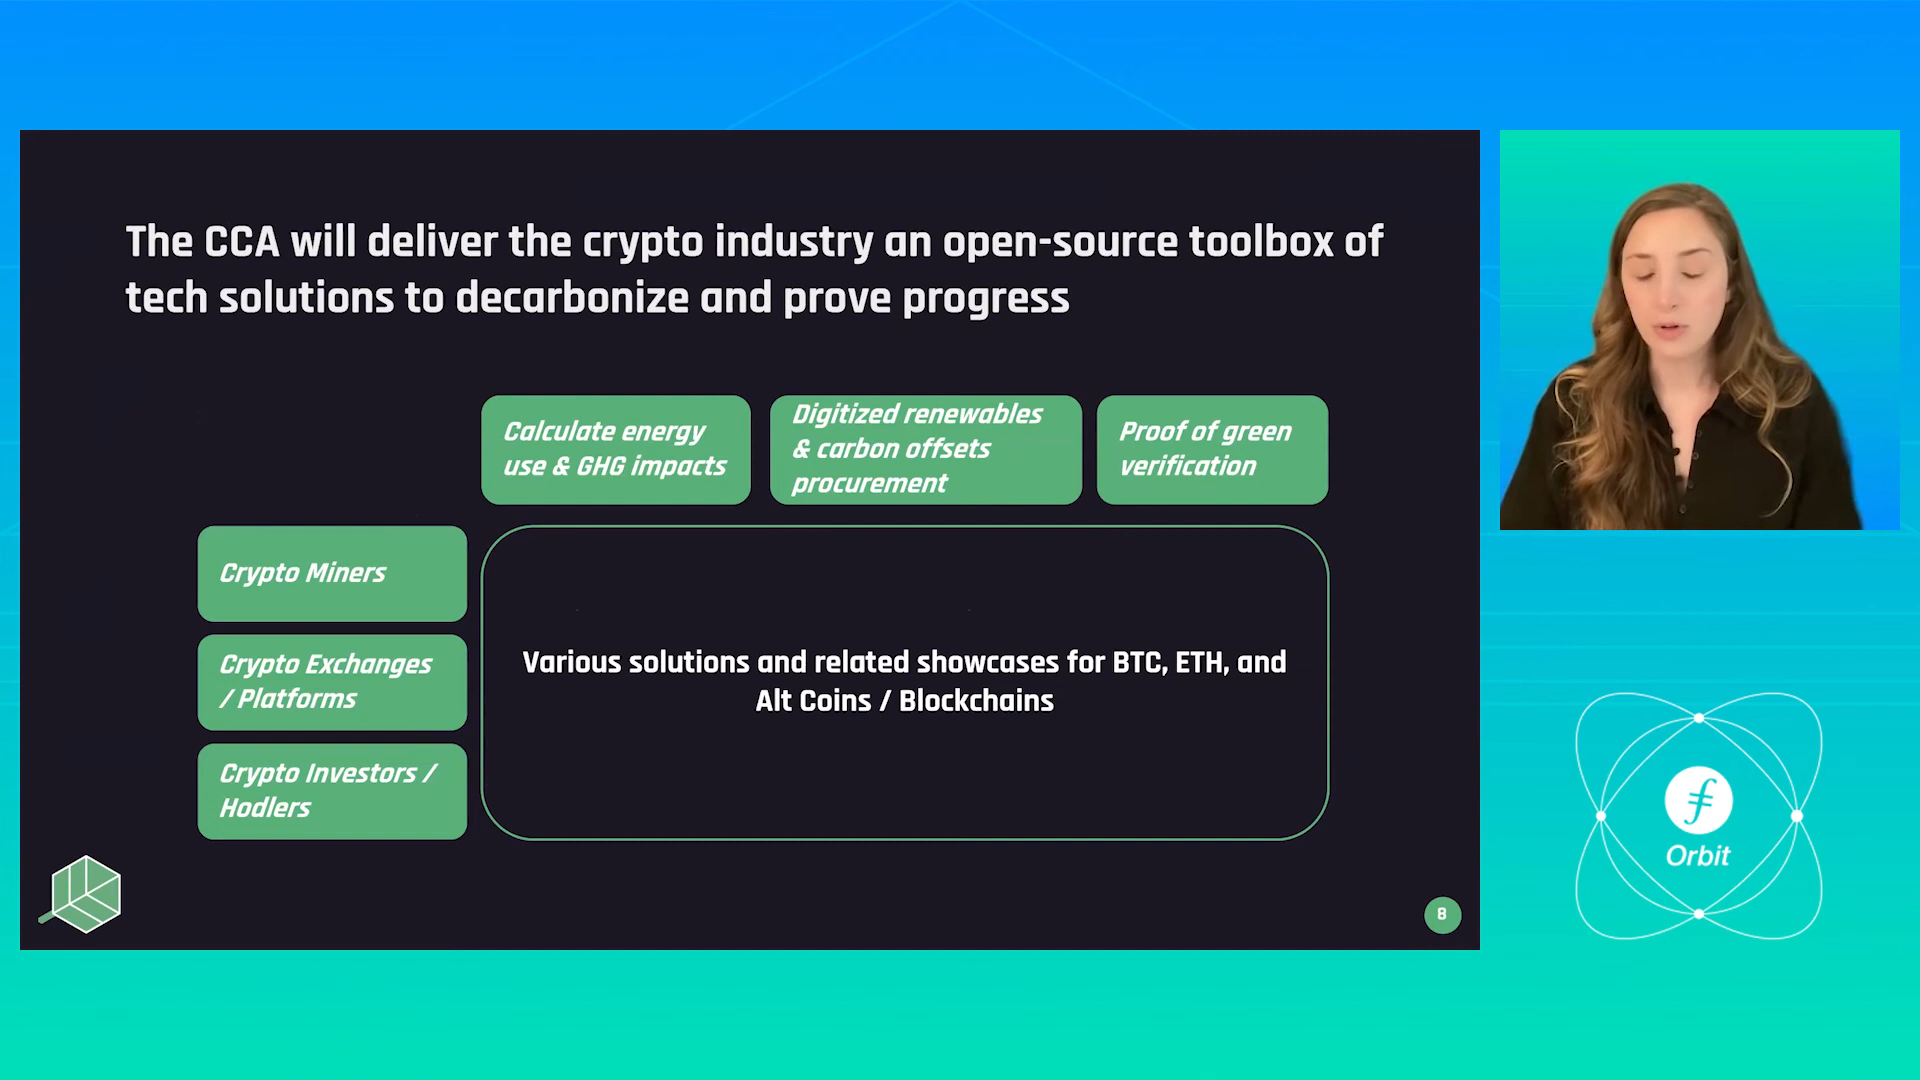 The CCA will deliver the crypto industry an open-source toolbox of
tech solutions to decarbonize and prove progress
Calculate energy
use & GHG impacts
Digitized renewables
& carbon offsets
procurement
Proof of green
verification
Crypto Miners
Crypto Exchanges
/ Platforms
Crypto Investors /
Hodlers
Various solutions and related showcases for BTC, ETH, and
Alt Coins / Blockchains
8
Orbit